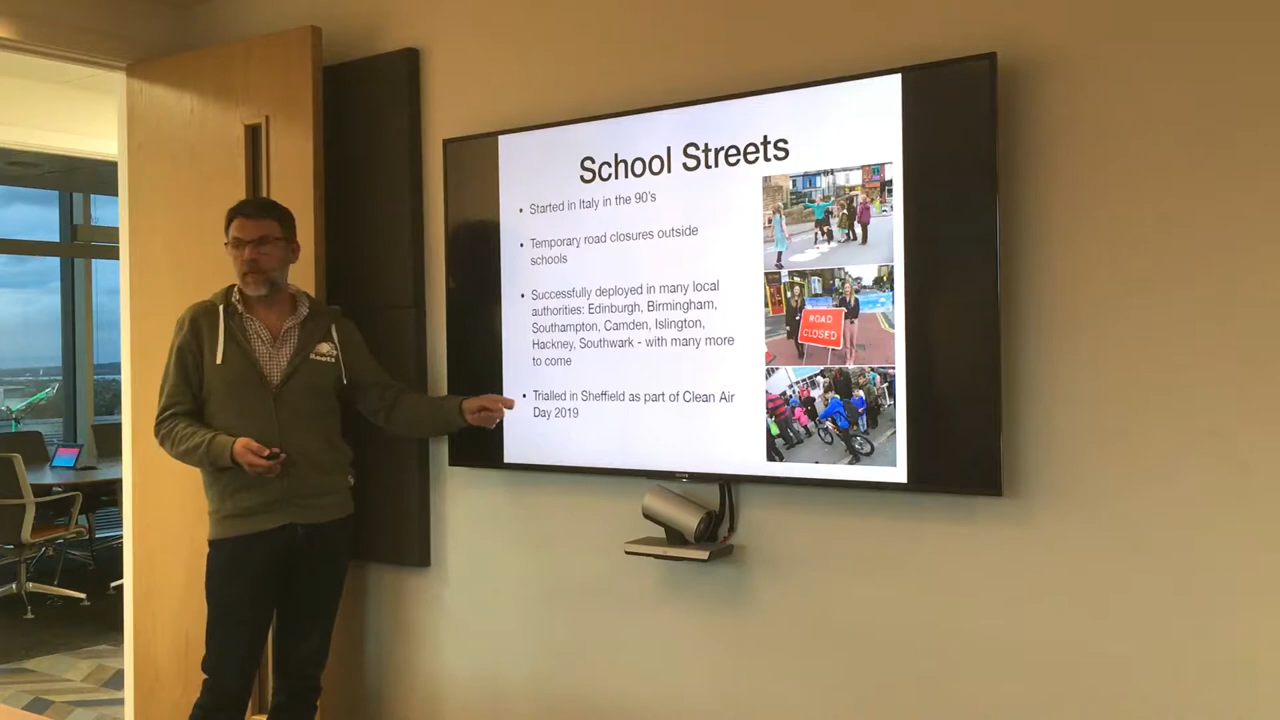 School Streets
• Started in Italy in the 90's
• Temporary road closures outside
schools
• Successfully deployed in many local
authorities: Edinburgh, Birmingham,
Southampton, Camden, Islington,
Hackney, Southwark - with many more
to come
• Trialled in Sheffield as part of Clean Air
Day 2019
ROAD
CLOSED
Roots
SONY